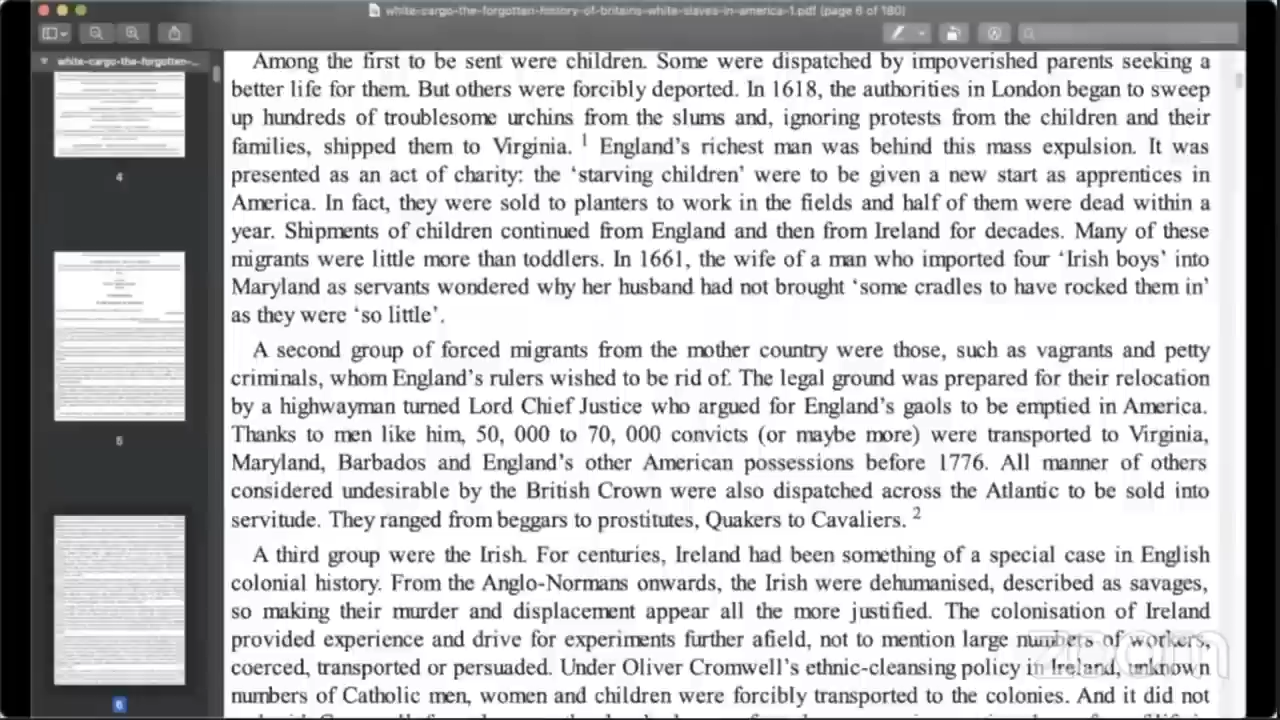 white-cargo-the-forgotten-history-of-britains-white-slaves-in-america-1.pdf (page 6 of 180)
white-cargo-the-forgotten-...
4
5
6
Among the first to be sent were children. Some were dispatched by impoverished parents seeking a
better life for them. But others were forcibly deported. In 1618, the authorities in London began to sweep
up hundreds of troublesome urchins from the slums and, ignoring protests from the children and their
families, shipped them to Virginia. 1 England's richest man was behind this mass expulsion. It was
presented as an act of charity: the 'starving children' were to be given a new start as apprentices in
America. In fact, they were sold to planters to work in the fields and half of them were dead within a
year. Shipments of children continued from England and then from Ireland for decades. Many of these
migrants were little more than toddlers. In 1661, the wife of a man who imported four 'Irish boys' into
Maryland as servants wondered why her husband had not brought 'some cradles to have rocked them in'
as they were 'so little'.
A second group of forced migrants from the mother country were those, such as vagrants and petty
criminals, whom England's rulers wished to be rid of. The legal ground was prepared for their relocation
by a highwayman turned Lord Chief Justice who argued for England's gaols to be emptied in America.
Thanks to men like him, 50, 000 to 70, 000 convicts (or maybe more) were transported to Virginia,
Maryland, Barbados and England's other American possessions before 1776. All manner of others
considered undesirable by the British Crown were also dispatched across the Atlantic to be sold into
servitude. They ranged from beggars to prostitutes, Quakers to Cavaliers. 2
A third group were the Irish. For centuries, Ireland had been something of a special case in English
colonial history. From the Anglo-Normans onwards, the Irish were dehumanised, described as savages,
so making their murder and displacement appear all the more justified. The colonisation of Ireland
provided experience and drive for experiments further afield, not to mention large numbers of workers,
coerced, transported or persuaded. Under Oliver Cromwell's ethnic-cleansing policy in Ireland, unknown
numbers of Catholic men, women and children were forcibly transported to the colonies. And it did not
zoom